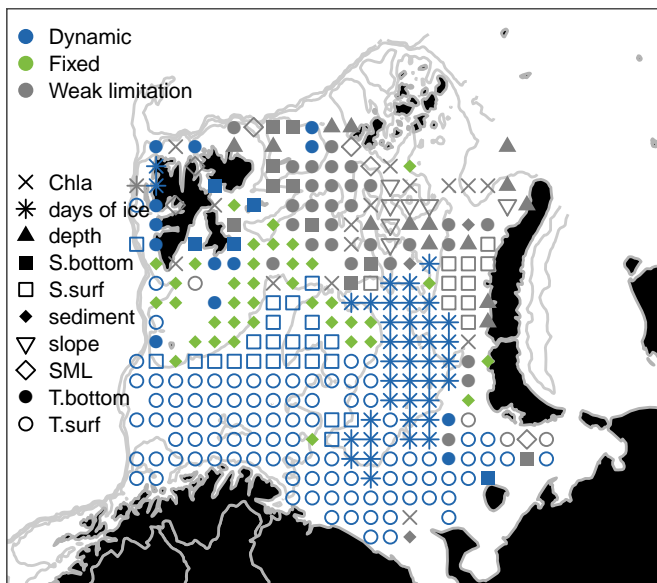 Dynamic
Fixed
Weak limitation
Chla
days of ice
depth
S.bottom
S.surf
sediment
slope
SML
T.bottom
T.surf